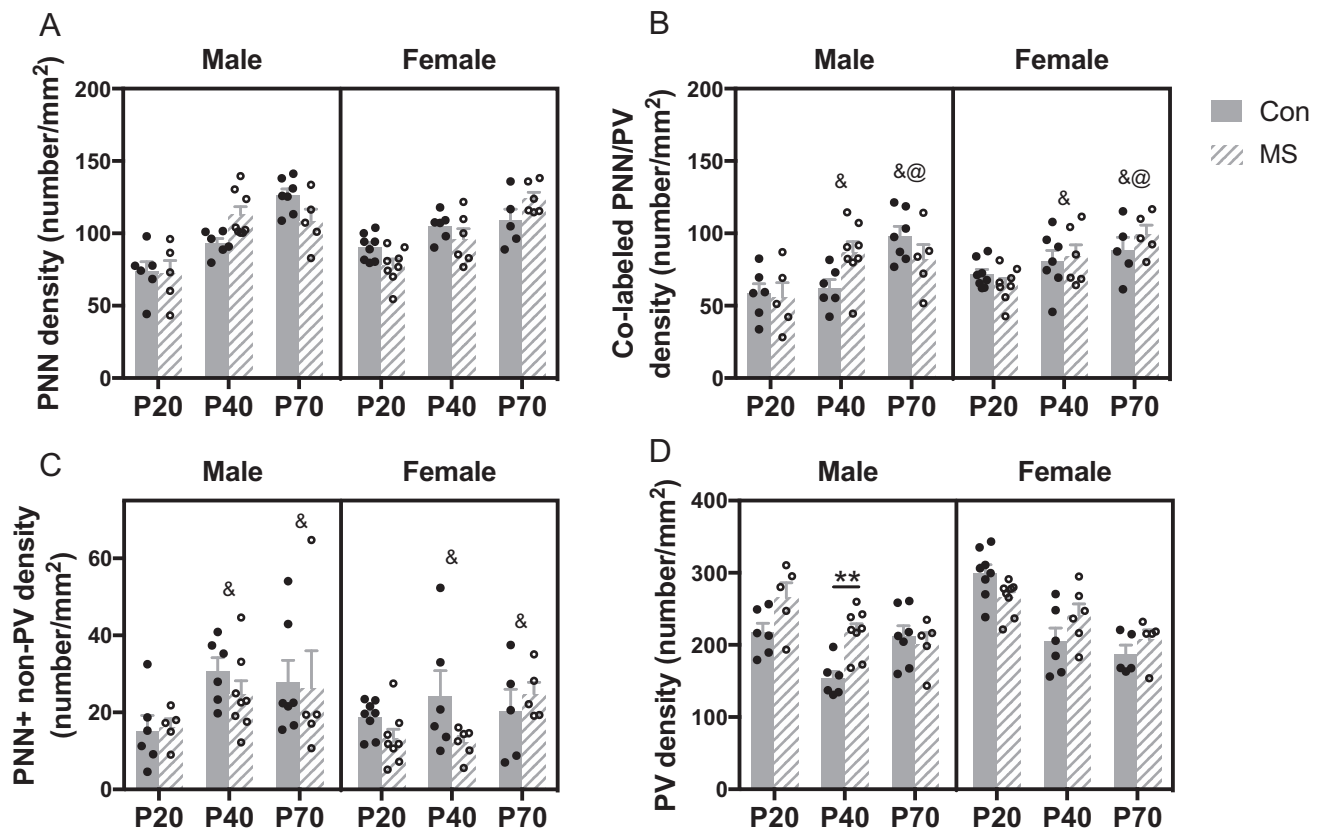 A
Male Female
PNN density (number/mm²)
200
150
100
50
0
P20 P40 P70 P20 P40 P70
B
Male Female
Co-labeled PNN/PV
density (number/mm²)
200
150
100
50
0
& &@ & &@
P20 P40 P70 P20 P40 P70
Con
MS
C
Male Female
PNN+ non-PV density
(number/mm²)
60
40
20
0
& & & &
P20 P40 P70 P20 P40 P70
D
Male Female
PV density (number/mm²)
400
300
200
100
0
**
P20 P40 P70 P20 P40 P70